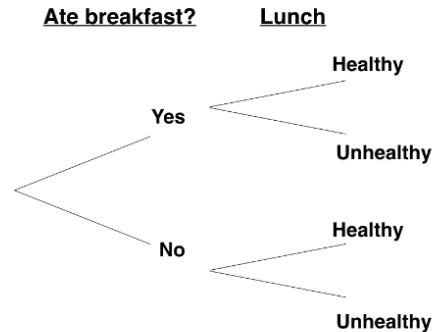 Ate breakfast? Lunch
Healthy
Yes
Unhealthy
Healthy
No
Unhealthy